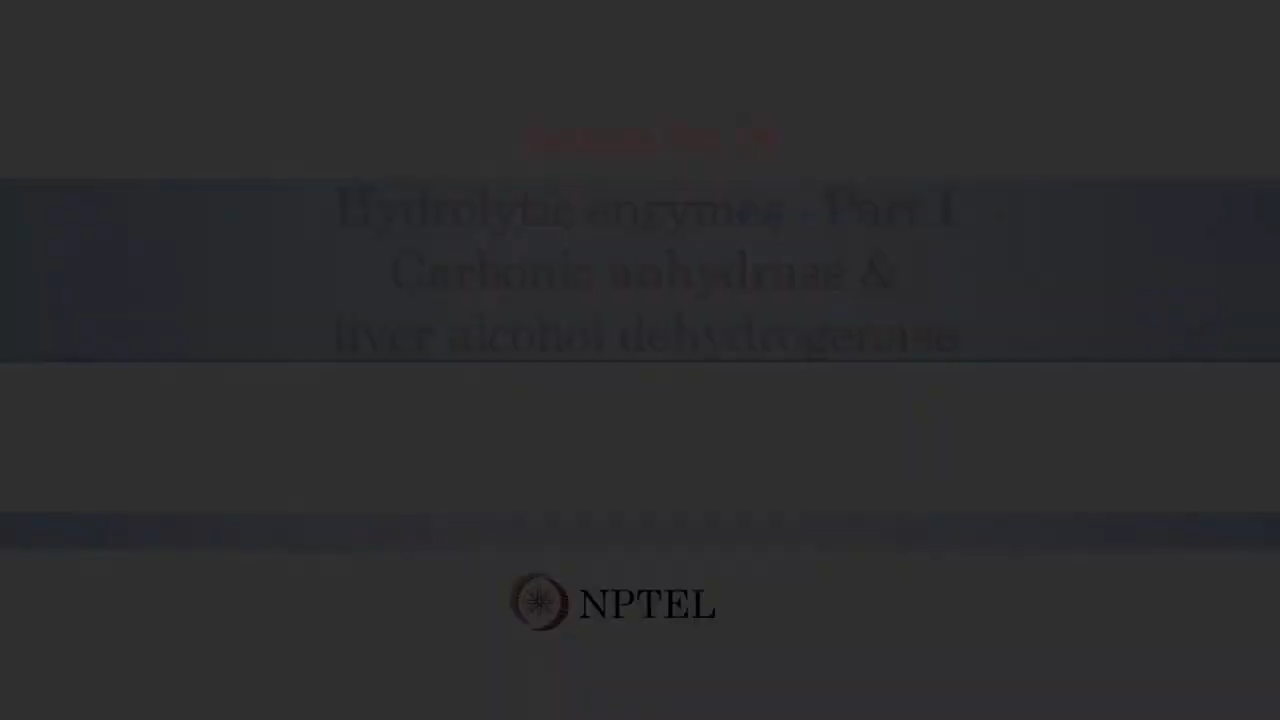 Hydrolytic enzymes - Part I
Carbonic anhydrase &
liver alcohol dehydrogenase
NPTEL